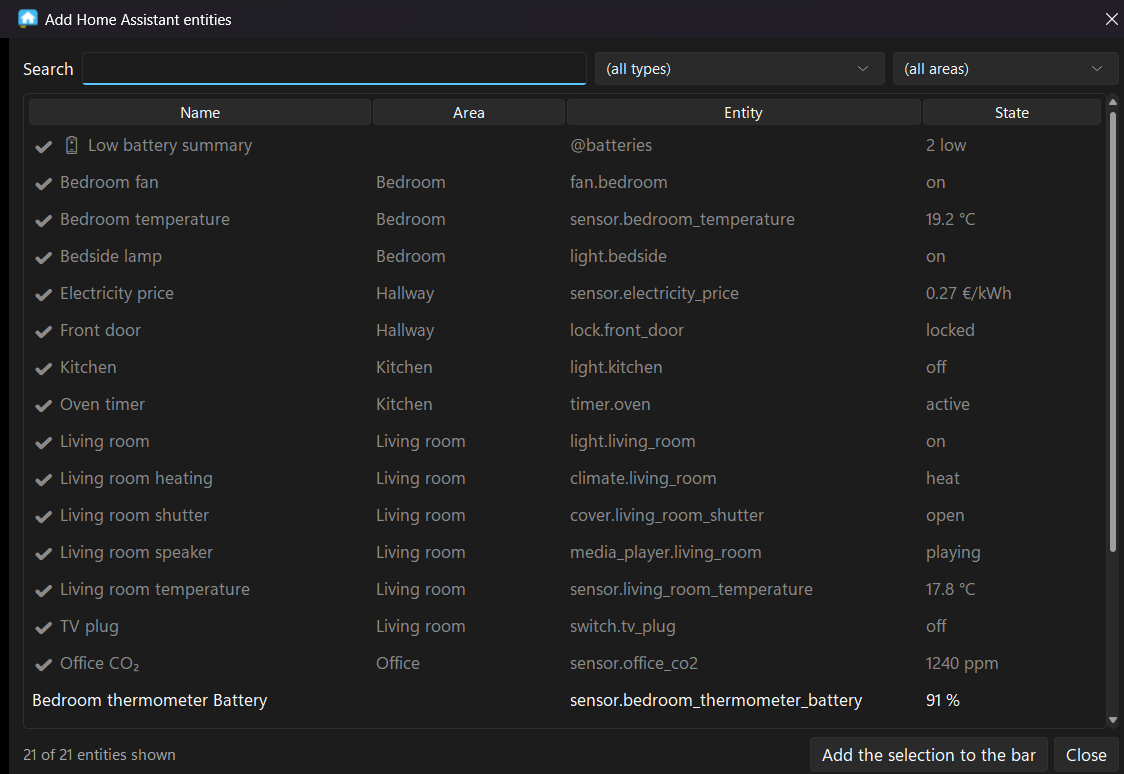 Add Home Assistant entities
Search (all types) (all areas)
Name Area Entity State
Low battery summary @batteries 2 low
Bedroom fan Bedroom fan.bedroom on
Bedroom temperature Bedroom sensor.bedroom_temperature 19.2 °C
Bedside lamp Bedroom light.bedside on
Electricity price Hallway sensor.electricity_price 0.27 €/kWh
Front door Hallway lock.front_door locked
Kitchen Kitchen light.kitchen off
Oven timer Kitchen timer.oven active
Living room Living room light.living_room on
Living room heating Living room climate.living_room heat
Living room shutter Living room cover.living_room_shutter open
Living room speaker Living room media_player.living_room playing
Living room temperature Living room sensor.living_room_temperature 17.8 °C
TV plug Living room switch.tv_plug off
Office CO₂ Office sensor.office_co2 1240 ppm
Bedroom thermometer Battery sensor.bedroom_thermometer_battery 91 %
21 of 21 entities shown Add the selection to the bar Close